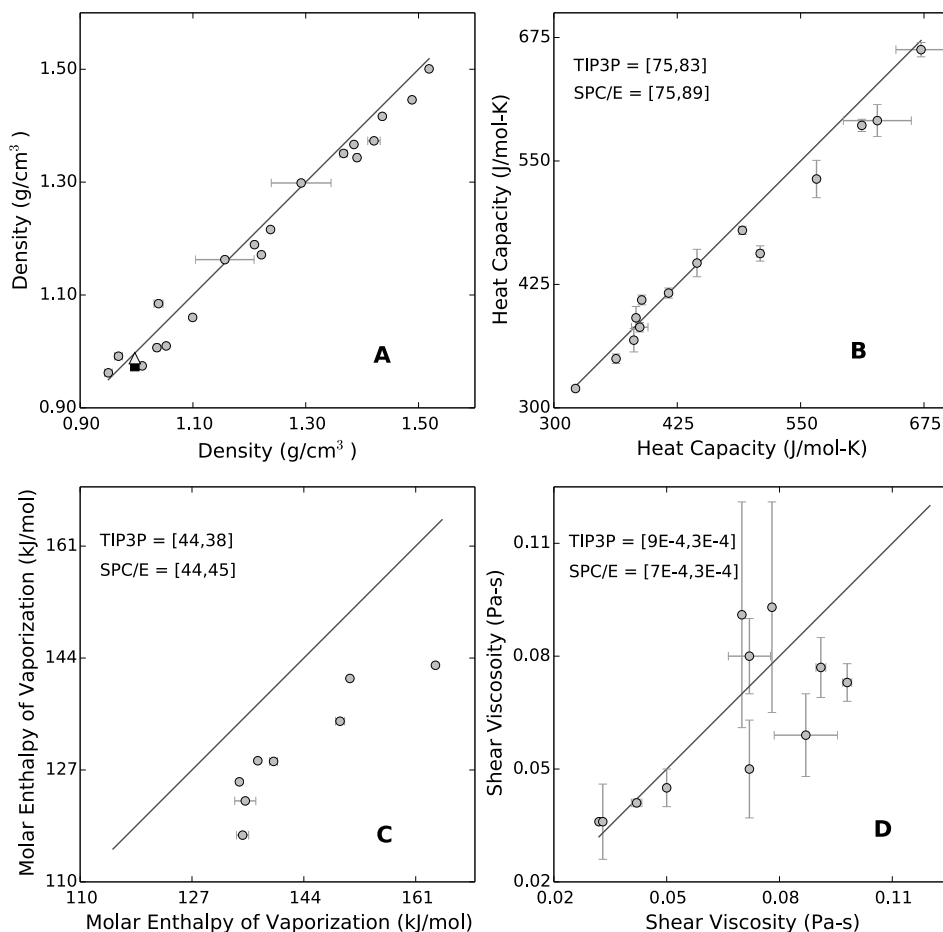 Density (g/cm³ )
1.50
1.30
1.10
0.90
A
0.90 1.10 1.30 1.50
Density (g/cm³ )
Heat Capacity (J/mol-K)
675
550
425
300
TIP3P = [75,83]
SPC/E = [75,89]
B
300 425 550 675
Heat Capacity (J/mol-K)
Molar Enthalpy of Vaporization (kJ/mol)
161
144
127
110
TIP3P = [44,38]
SPC/E = [44,45]
C
110 127 144 161
Molar Enthalpy of Vaporization (kJ/mol)
Shear Viscosoity (Pa-s)
0.11
0.08
0.05
0.02
TIP3P = [9E-4,3E-4]
SPC/E = [7E-4,3E-4]
D
0.02 0.05 0.08 0.11
Shear Viscosity (Pa-s)